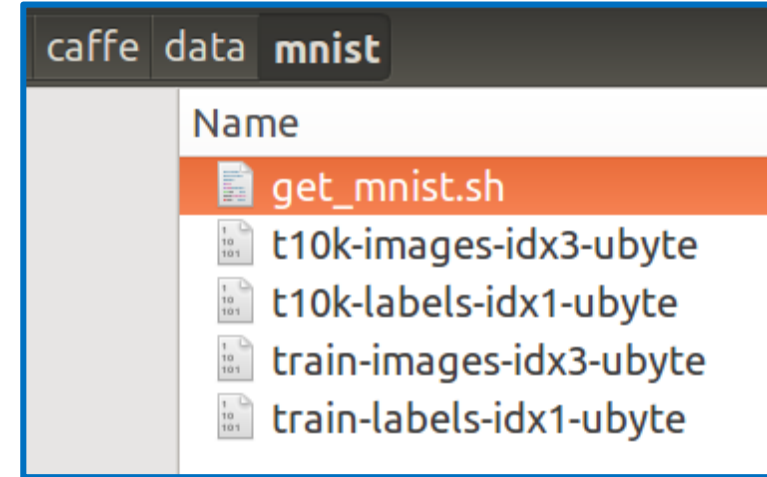 caffe data mnist
Name
get_mnist.sh
t10k-images-idx3-ubyte
t10k-labels-idx1-ubyte
train-images-idx3-ubyte
train-labels-idx1-ubyte